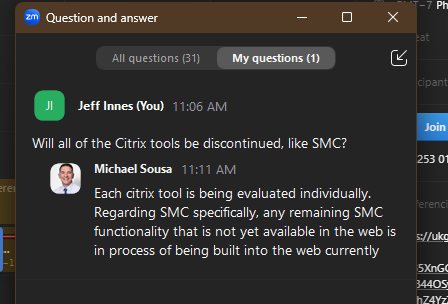 zm Question and answer
All questions (31) My questions (1)
JI Jeff Innes (You) 11:06 AM
Will all of the Citrix tools be discontinued, like SMC?
Michael Sousa 11:11 AM
Each citrix tool is being evaluated individually.
Regarding SMC specifically, any remaining SMC
functionality that is not yet available in the web is
in process of being built into the web currently
Join
253 01
s://ukg